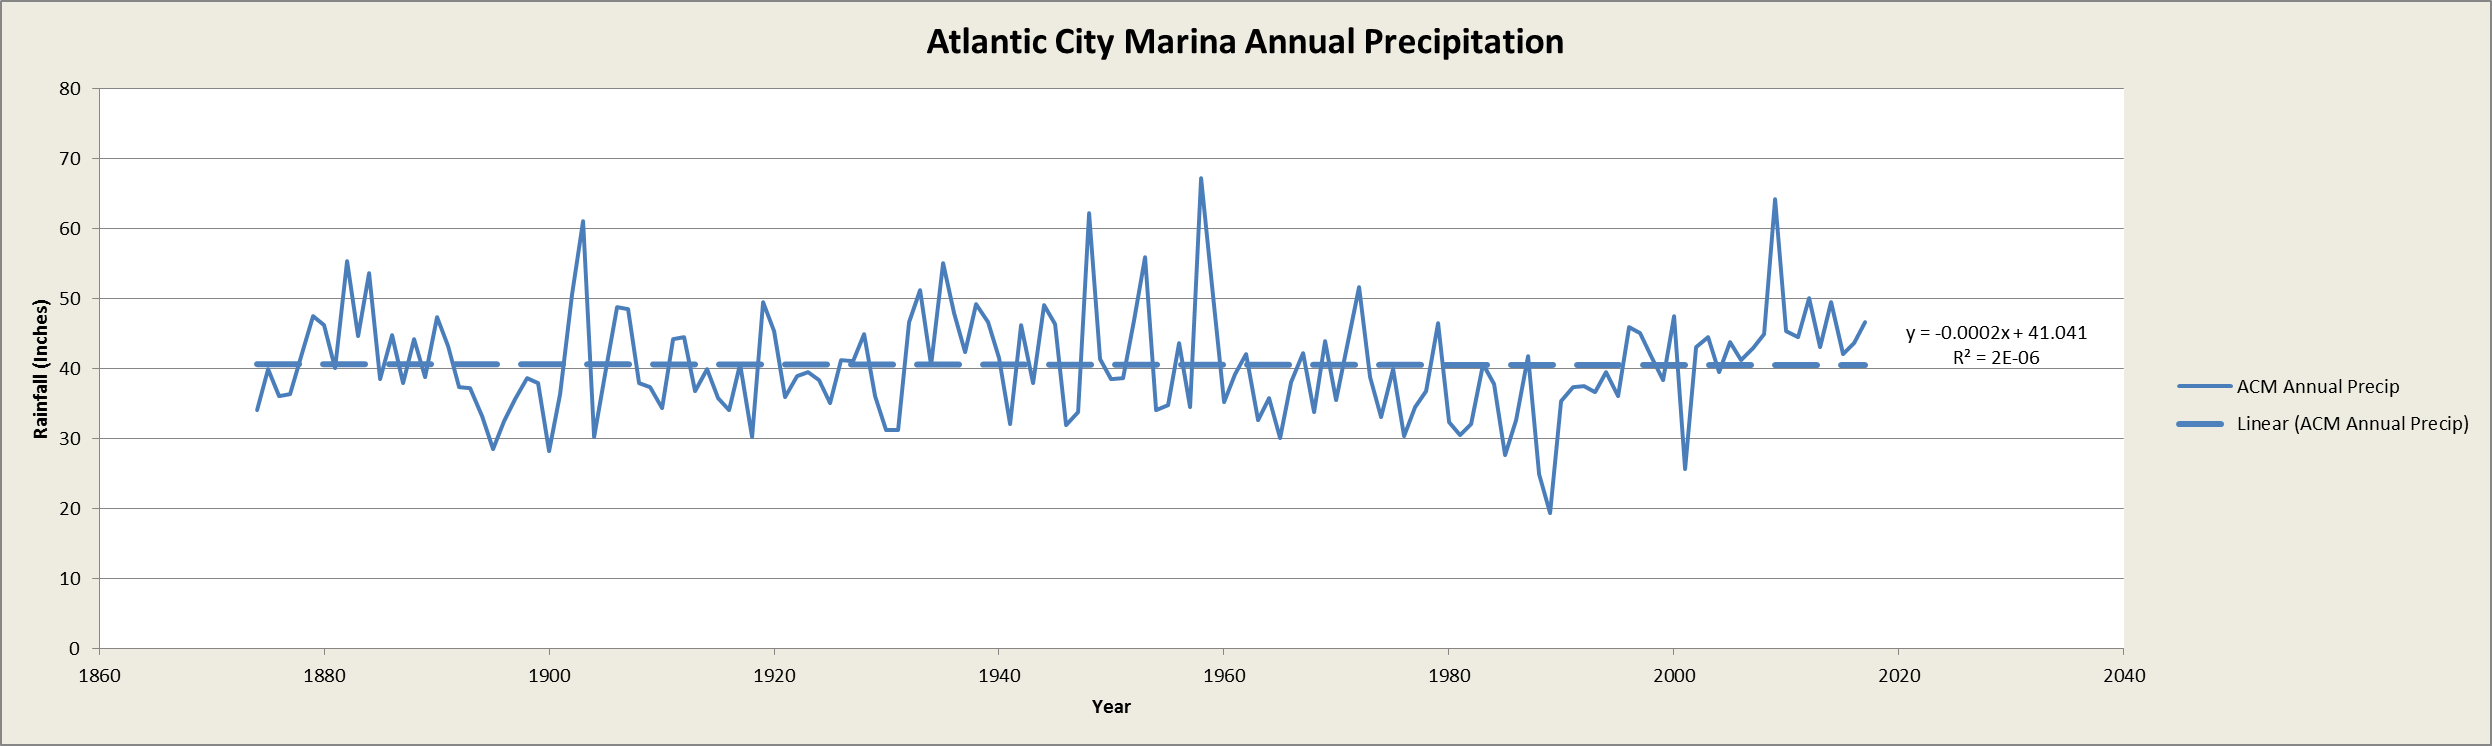 Atlantic City Marina Annual Precipitation
80
70
60
50
40
30
20
10
0
Rainfall (Inches)
y = -0.0002x + 41.041
R² = 2E-06
ACM Annual Precip
Linear (ACM Annual Precip)
1860 1880 1900 1920 1940 1960 1980 2000 2020 2040
Year